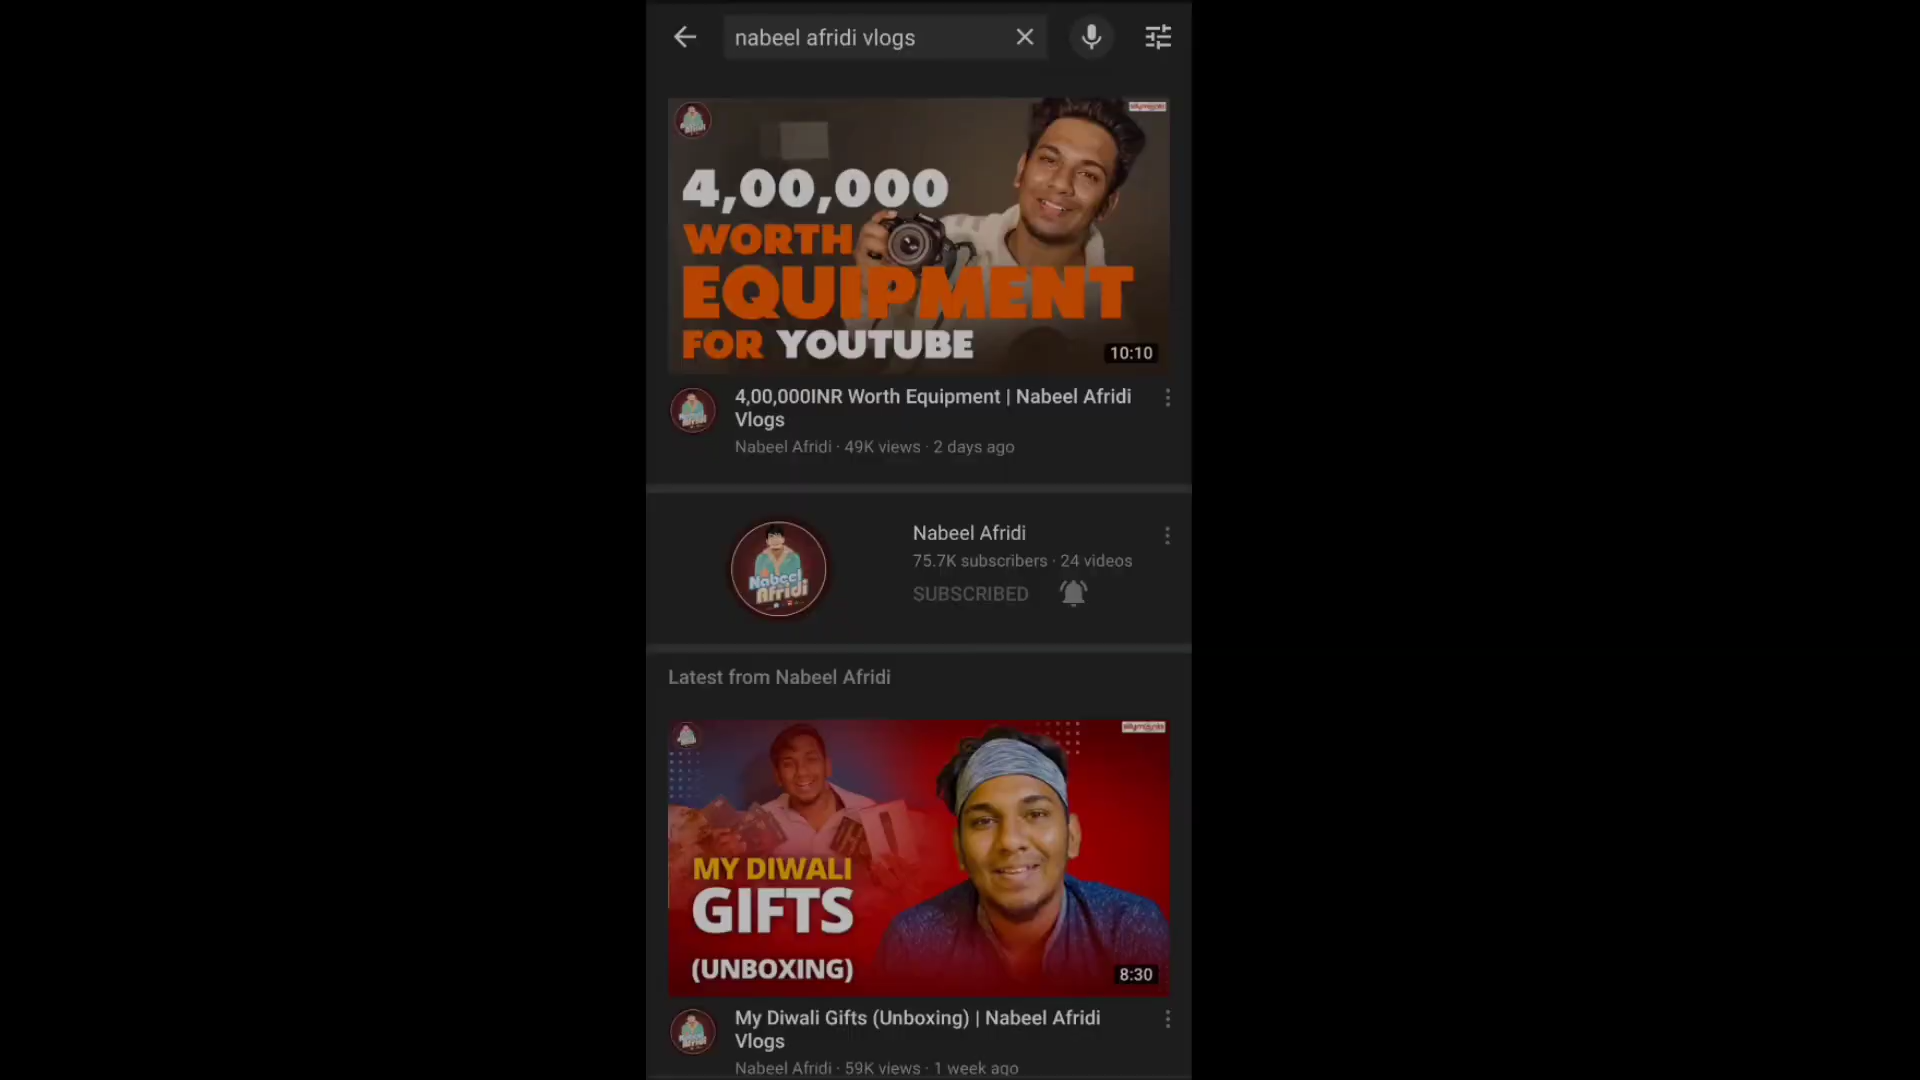 nabeel afridi vlogs
4,00,000
WORTH
EQUIPMENT
FOR YOUTUBE
10:10
4,00,000INR Worth Equipment | Nabeel Afridi
Vlogs
Nabeel Afridi · 49K views · 2 days ago
Nabeel Afridi
Nabeel
Afridi
75.7K subscribers · 24 videos
SUBSCRIBED
Latest from Nabeel Afridi
MY DIWALI
GIFTS
(UNBOXING)
8:30
My Diwali Gifts (Unboxing) | Nabeel Afridi
Vlogs
Nabeel Afridi · 59K views · 1 week ago